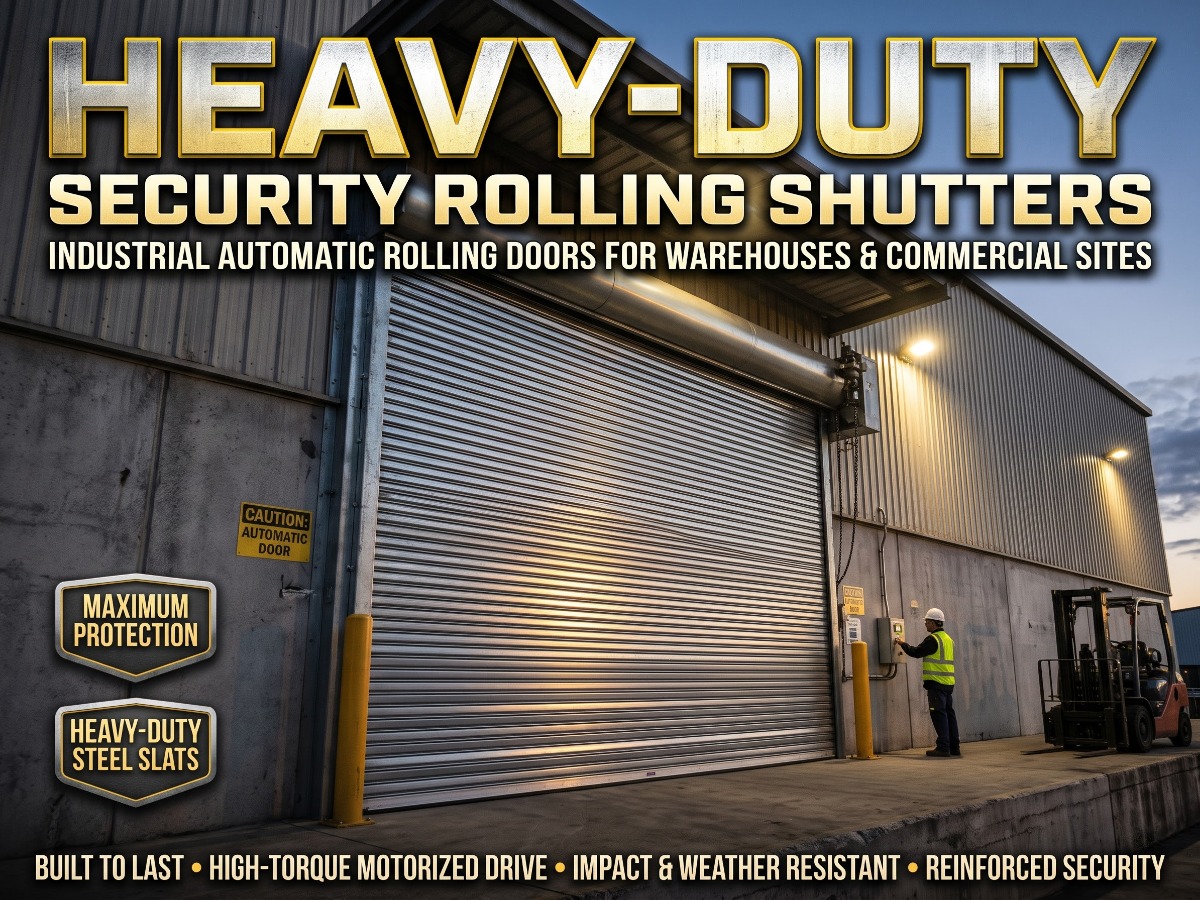 HEAVY-DUTY
SECURITY ROLLING SHUTTERS
INDUSTRIAL AUTOMATIC ROLLING DOORS FOR WAREHOUSES & COMMERCIAL SITES
CAUTION:
AUTOMATIC
DOOR
MAXIMUM
PROTECTION
HEAVY-DUTY
STEEL SLATS
BUILT TO LAST • HIGH-TORQUE MOTORIZED DRIVE • IMPACT & WEATHER RESISTANT • REINFORCED SECURITY